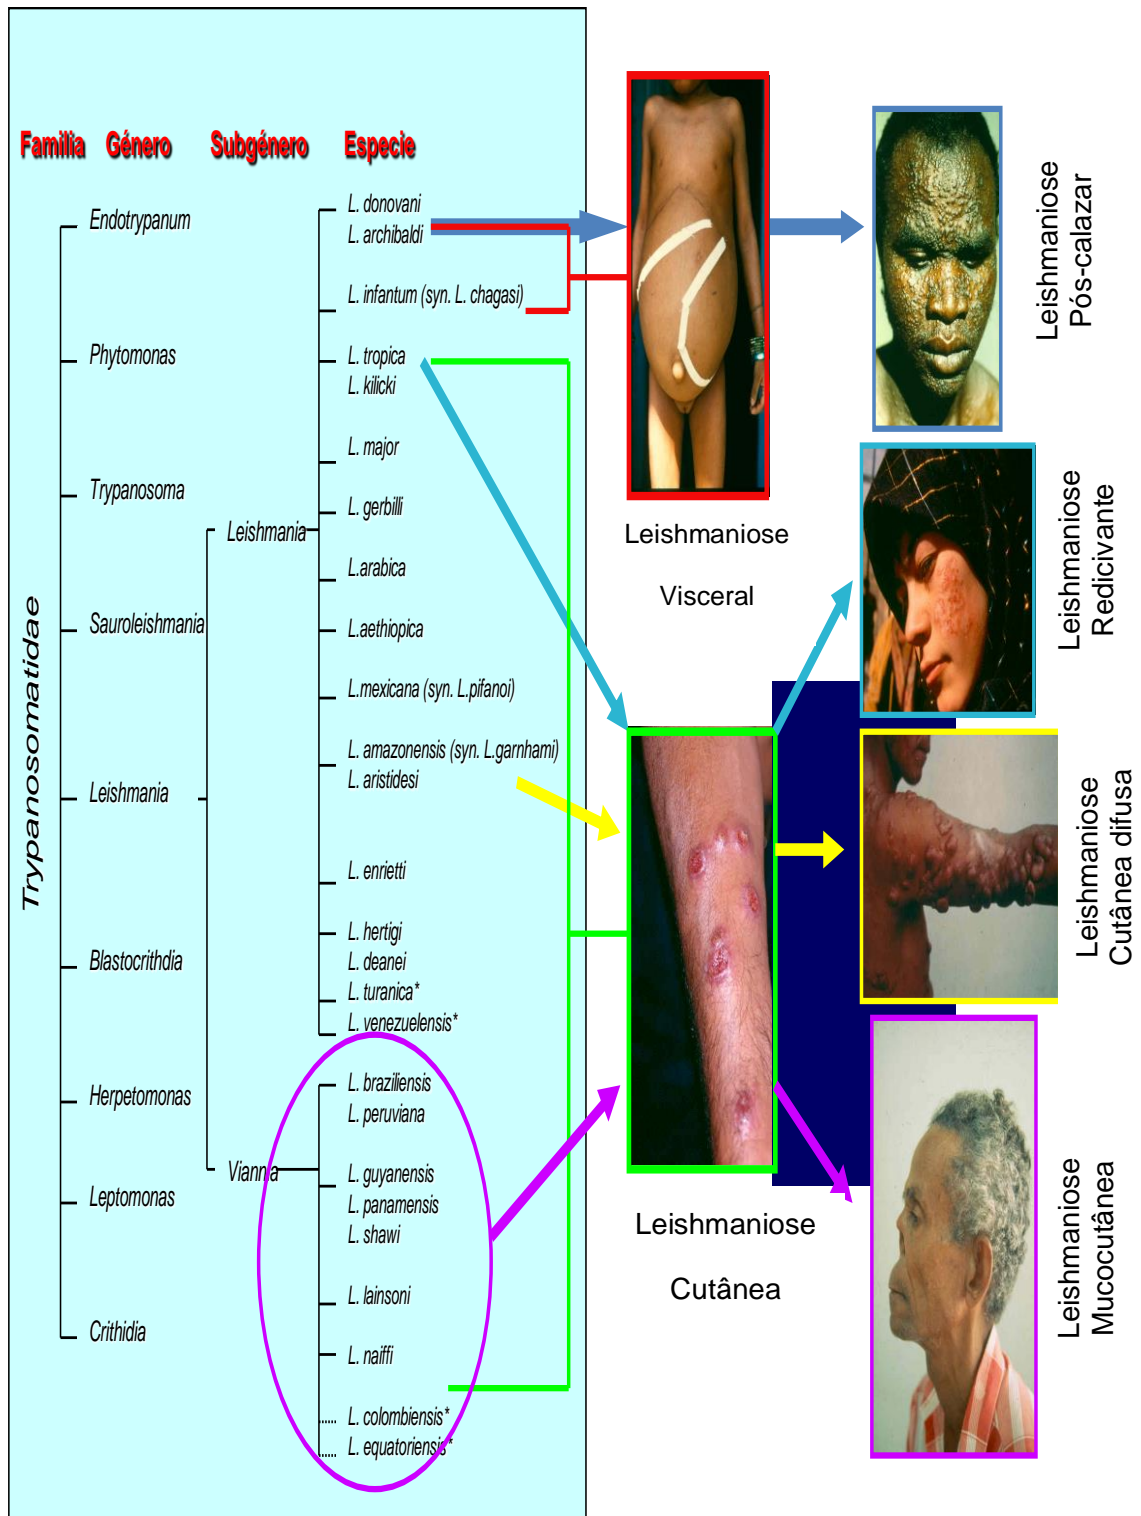 Familia Género Subgénero Especie
Trypanosomatidae
Endotrypanum
Phytomonas
Trypanosoma
Sauroleishmania
Leishmania
Blastocrithdia
Herpetomonas
Leptomonas
Crithidia
Leishmania
Viannia
L. donovani
L. archibaldi
L. infantum (syn. L. chagasi)
L. tropica
L. kilicki
L. major
L. gerbilli
L.arabica
L.aethiopica
L.mexicana (syn. L.pifanoi)
L. amazonensis (syn. L.garnhami)
L. aristidesi
L. enrietti
L. hertigi
L. deanei
L. turanica*
L. venezuelensis*
L. braziliensis
L. peruviana
L. guyanensis
L. panamensis
L. shawi
L. lainsoni
L. naiffi
L. colombiensis*
L. equatoriensis*
Leishmaniose
Visceral
Leishmaniose
Cutânea
Leishmaniose
Pós-calazar
Leishmaniose
Redicivante
Leishmaniose
Cutânea difusa
Leishmaniose
Mucocutânea